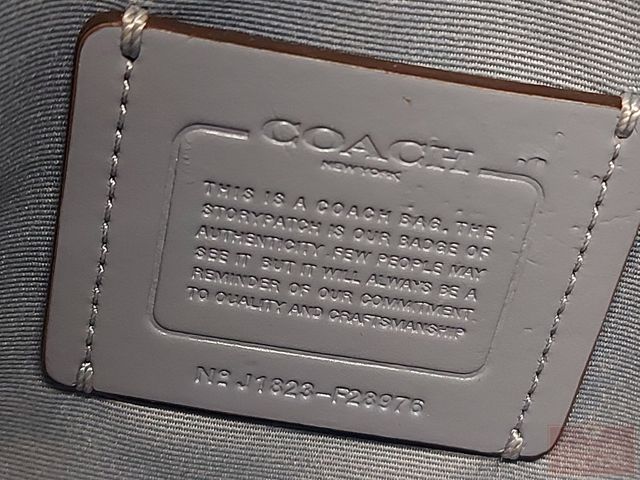 COACH
NEW YORK
THIS IS A COACH BAG. THE
STORYPATCH IS OUR BADGE OF
AUTHENTICITY. FEW PEOPLE MAY
SEE IT BUT IT WILL ALWAYS BE A
REMINDER OF OUR COMMITMENT
TO QUALITY AND CRAFTSMANSHIP
Nº J1823-F28976